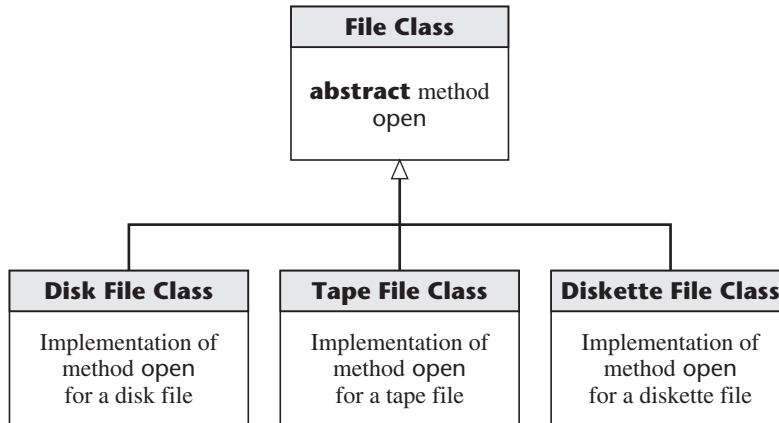 File Class
abstract method
open
Disk File Class
Implementation of
method open
for a disk file
Tape File Class
Implementation of
method open
for a tape file
Diskette File Class
Implementation of
method open
for a diskette file